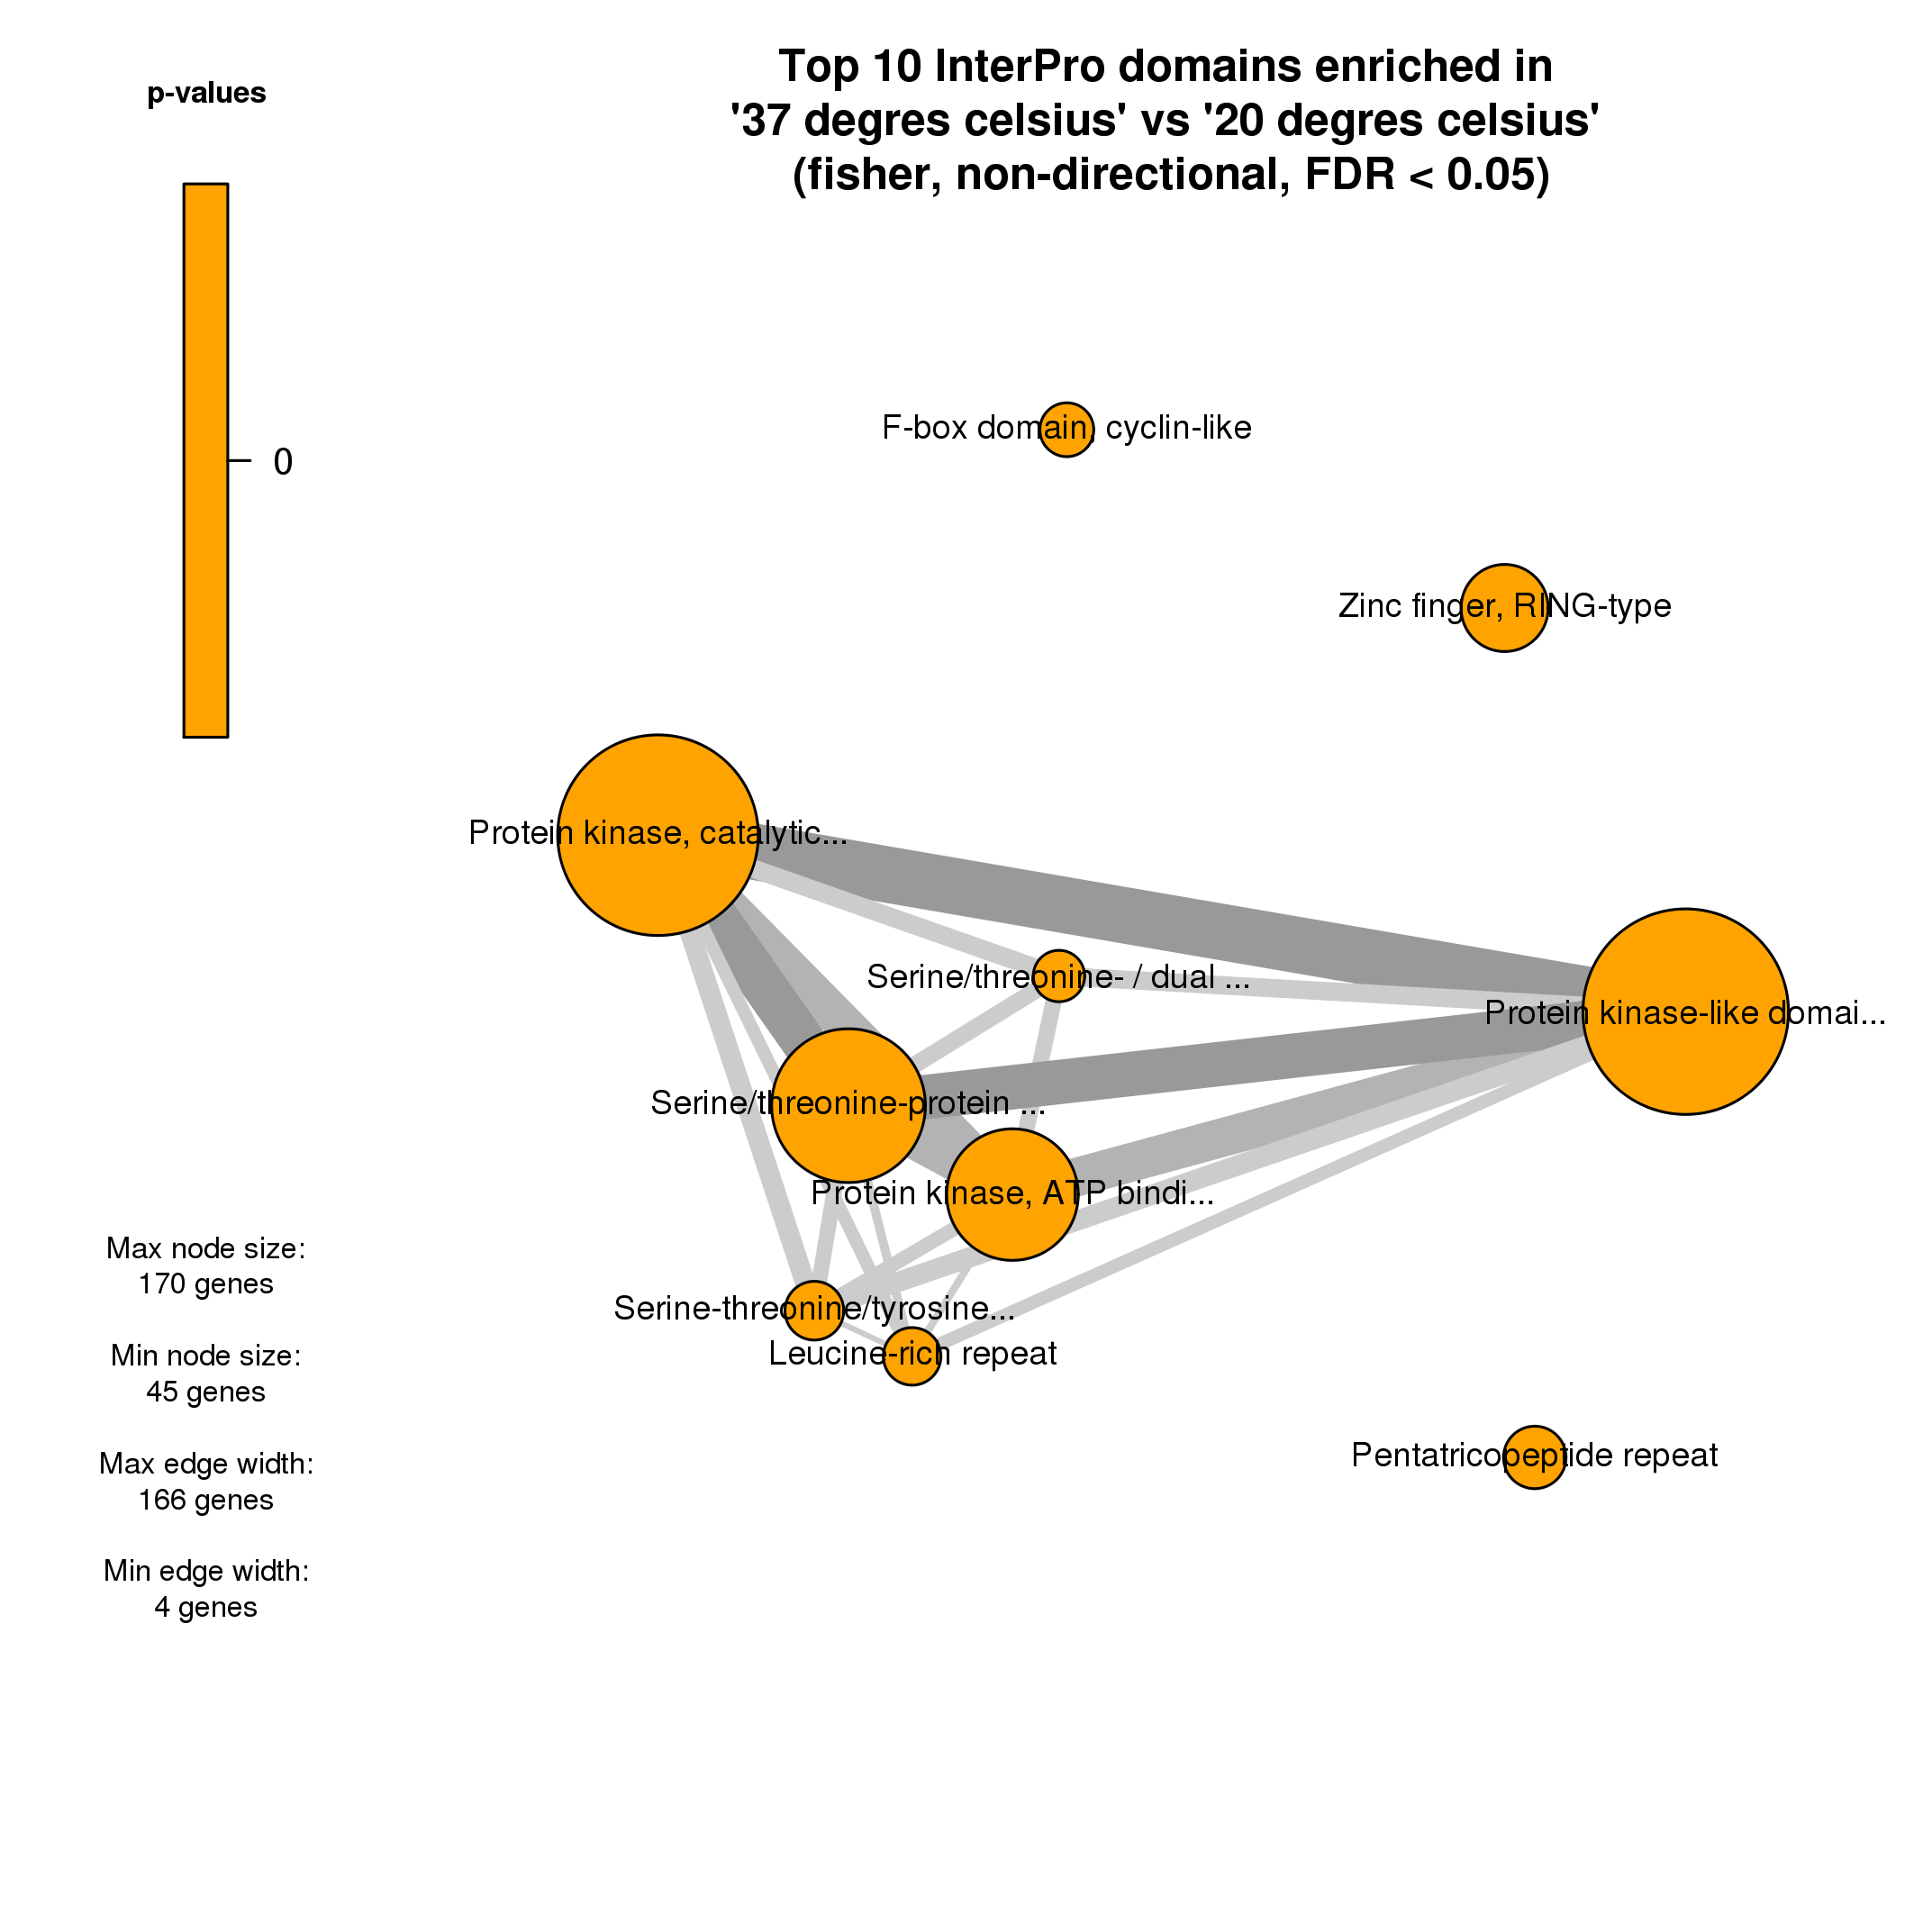 Top 10 InterPro domains enriched in
'37 degres celsius' vs '20 degres celsius'
(fisher, non-directional, FDR < 0.05)
p-values
0
F-box domain, cyclin-like
Zinc finger, RING-type
Protein kinase, catalytic...
Serine/threonine- / dual ...
Protein kinase-like domai...
Serine/threonine-protein ...
Protein kinase, ATP bindi...
Serine-threonine/tyrosine...
Leucine-rich repeat
Pentatricopeptide repeat
Max node size:
170 genes
Min node size:
45 genes
Max edge width:
166 genes
Min edge width:
4 genes